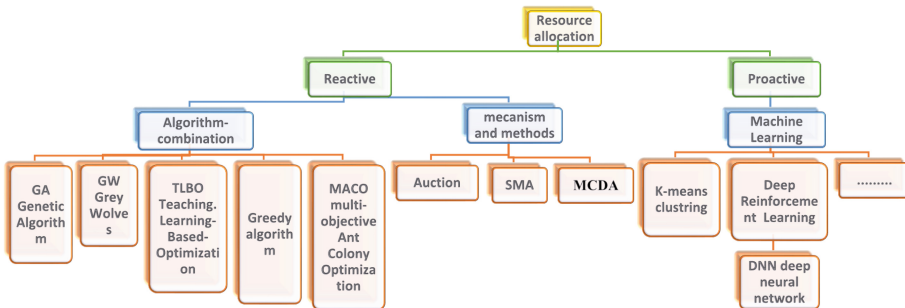 Resource
allocation
Reactive
Proactive
Algorithm-
combination
mecanism
and methods
Machine
Learning
GA
Genetic
Algorith
m
GW
Grey
Wolve
s
TLBO
Teaching.
Learning-
Based-
Optimizati
on
Greedy
algorith
m
MACO
multi-
objective
Ant
Colony
Optimiza
tion
Auction
SMA
MCDA
K-means
clustring
Deep
Reinforceme
nt Learning
.........
DNN deep
neural
network